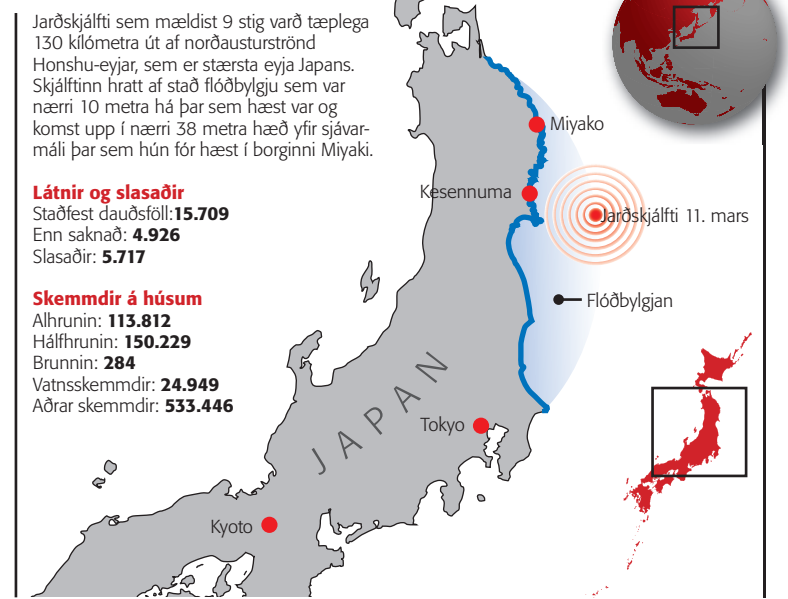 Jarðskjálfti sem mældist 9 stig varð tæplega
130 kílómetra út af norðausturströnd
Honshu-eyjar, sem er stærsta eyja Japans.
Skjálftinn hratt af stað flóðbylgju sem var
nærri 10 metra há þar sem hæst var og
komst upp í nærri 38 metra hæð yfir sjávar-
máli þar sem hún fór hæst í borginni Miyaki.
Látnir og slasaðir
Staðfest dauðsföll:15.709
Enn saknað: 4.926
Slasaðir: 5.717
Skemmdir á húsum
Alhrunin: 113.812
Hálfhrunin: 150.229
Brunnin: 284
Vatnsskemmdir: 24.949
Aðrar skemmdir: 533.446
Miyako
Kesennuma
Jarðskjálfti 11. mars
Flóðbylgjan
JAPAN
Tokyo
Kyoto